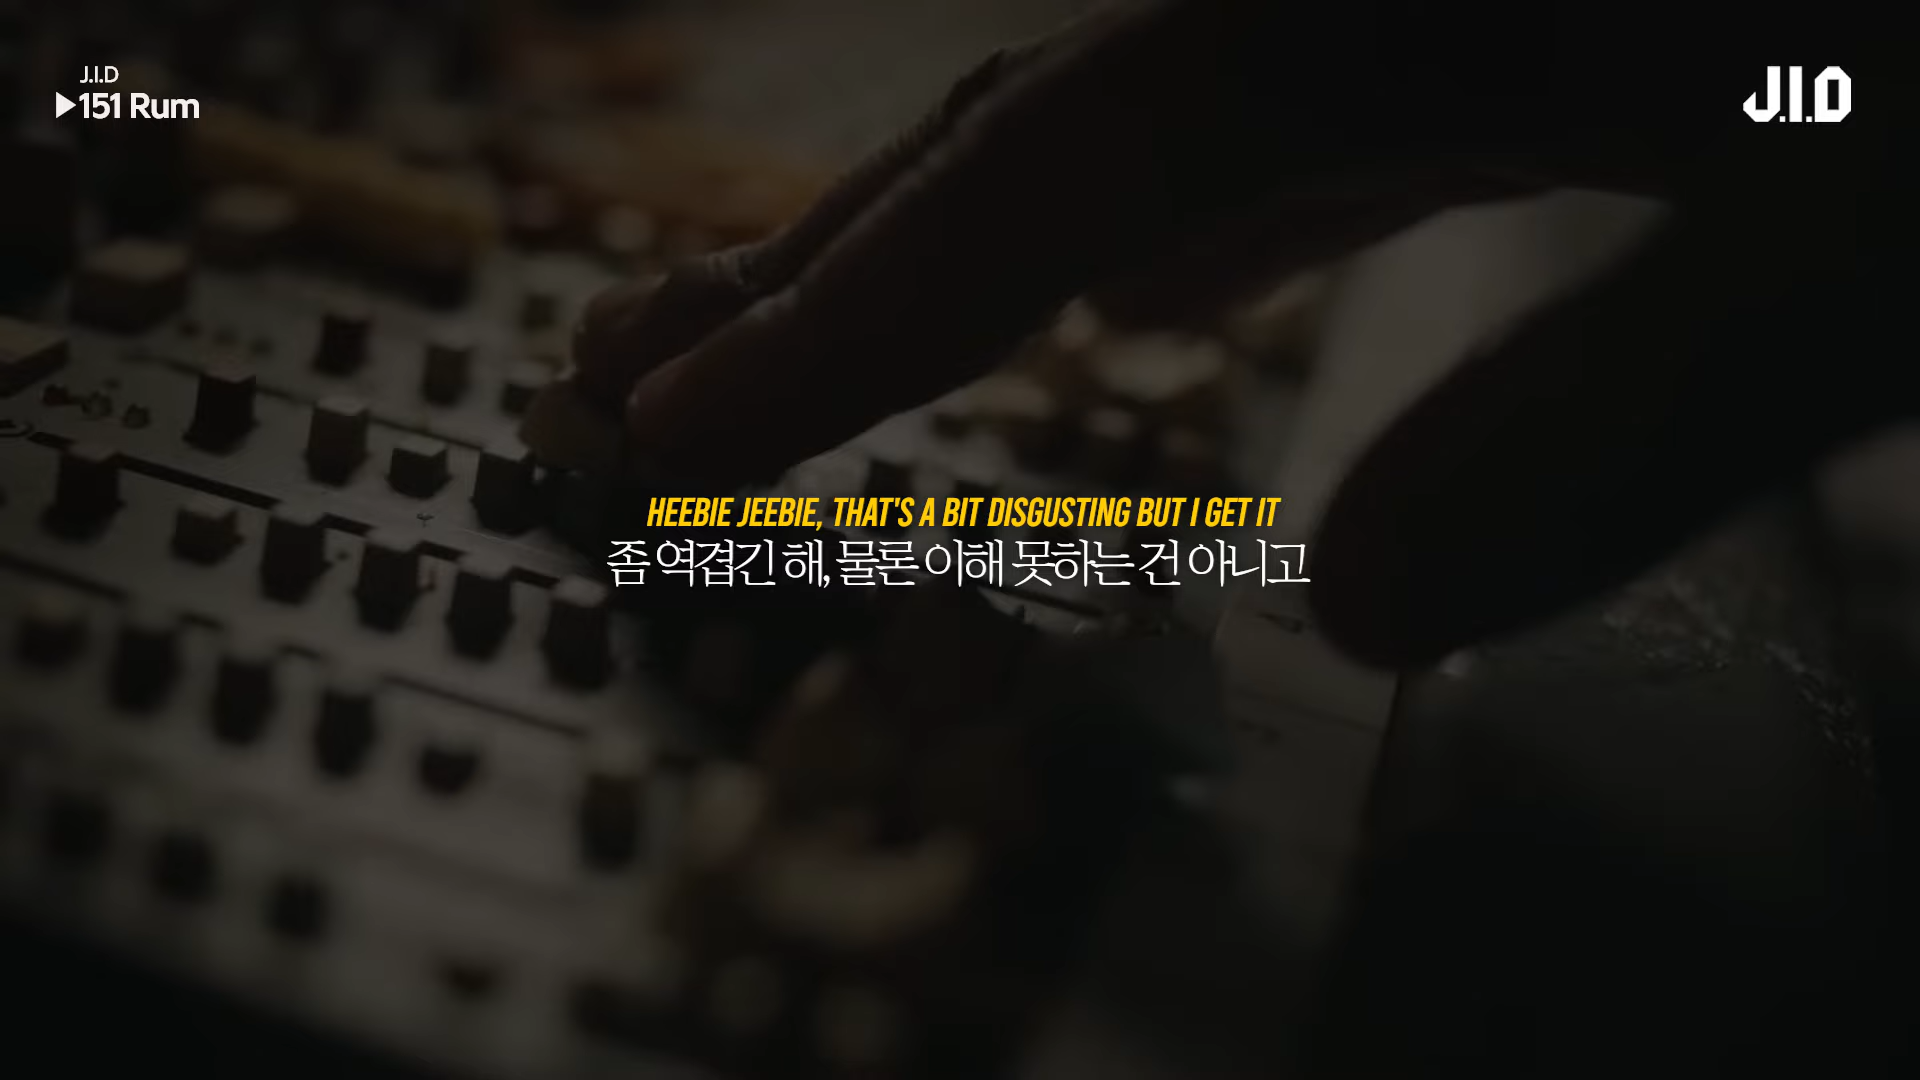 J.I.D
151 Rum
J.I.D
HEEBIE JEEBIE, THAT'S A BIT DISGUSTING BUT I GET IT
좀 역겹긴 해, 물론 이해 못하는 건 아니고